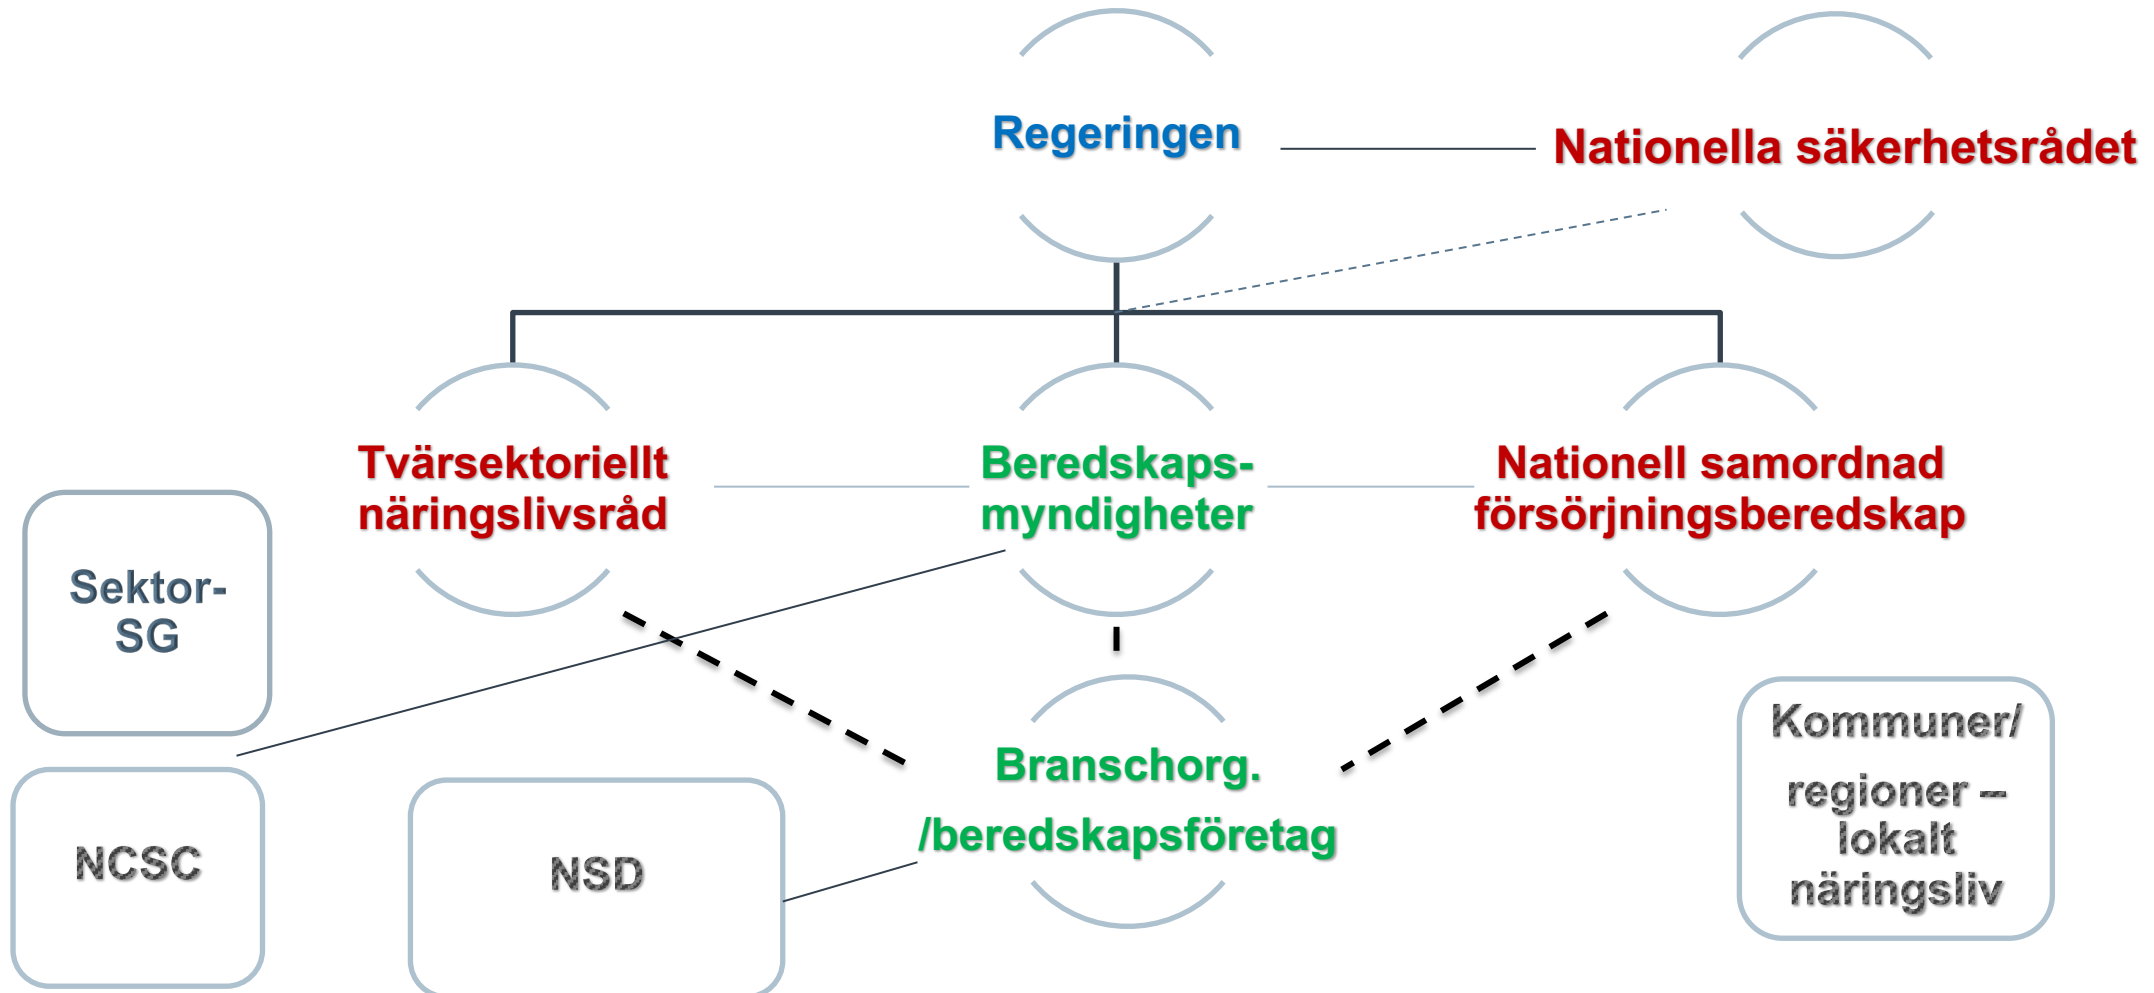 Regeringen
Nationella säkerhetsrådet
Tvärsektoriellt
näringslivsråd
Beredskaps-
myndigheter
Nationell samordnad
försörjningsberedskap
Sektor-
SG
Kommuner/
regioner –
lokalt
näringsliv
Branschorg.
/beredskapsföretag
NCSC
NSD